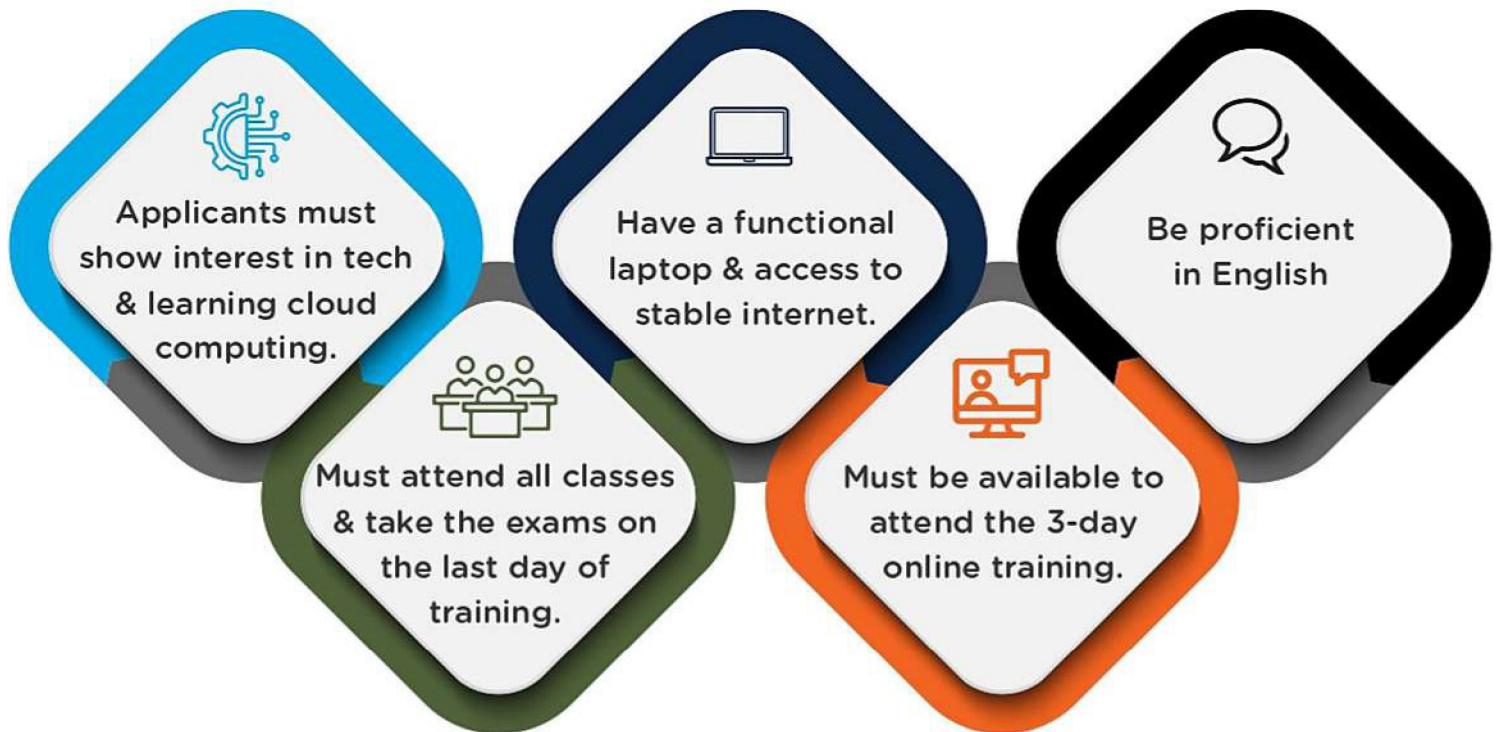 Applicants must
show interest in tech
& learning cloud
computing.
Must attend all classes
& take the exams on
the last day of
training.
Have a functional
laptop & access to
stable internet.
Must be available to
attend the 3-day
online training.
Be proficient
in English